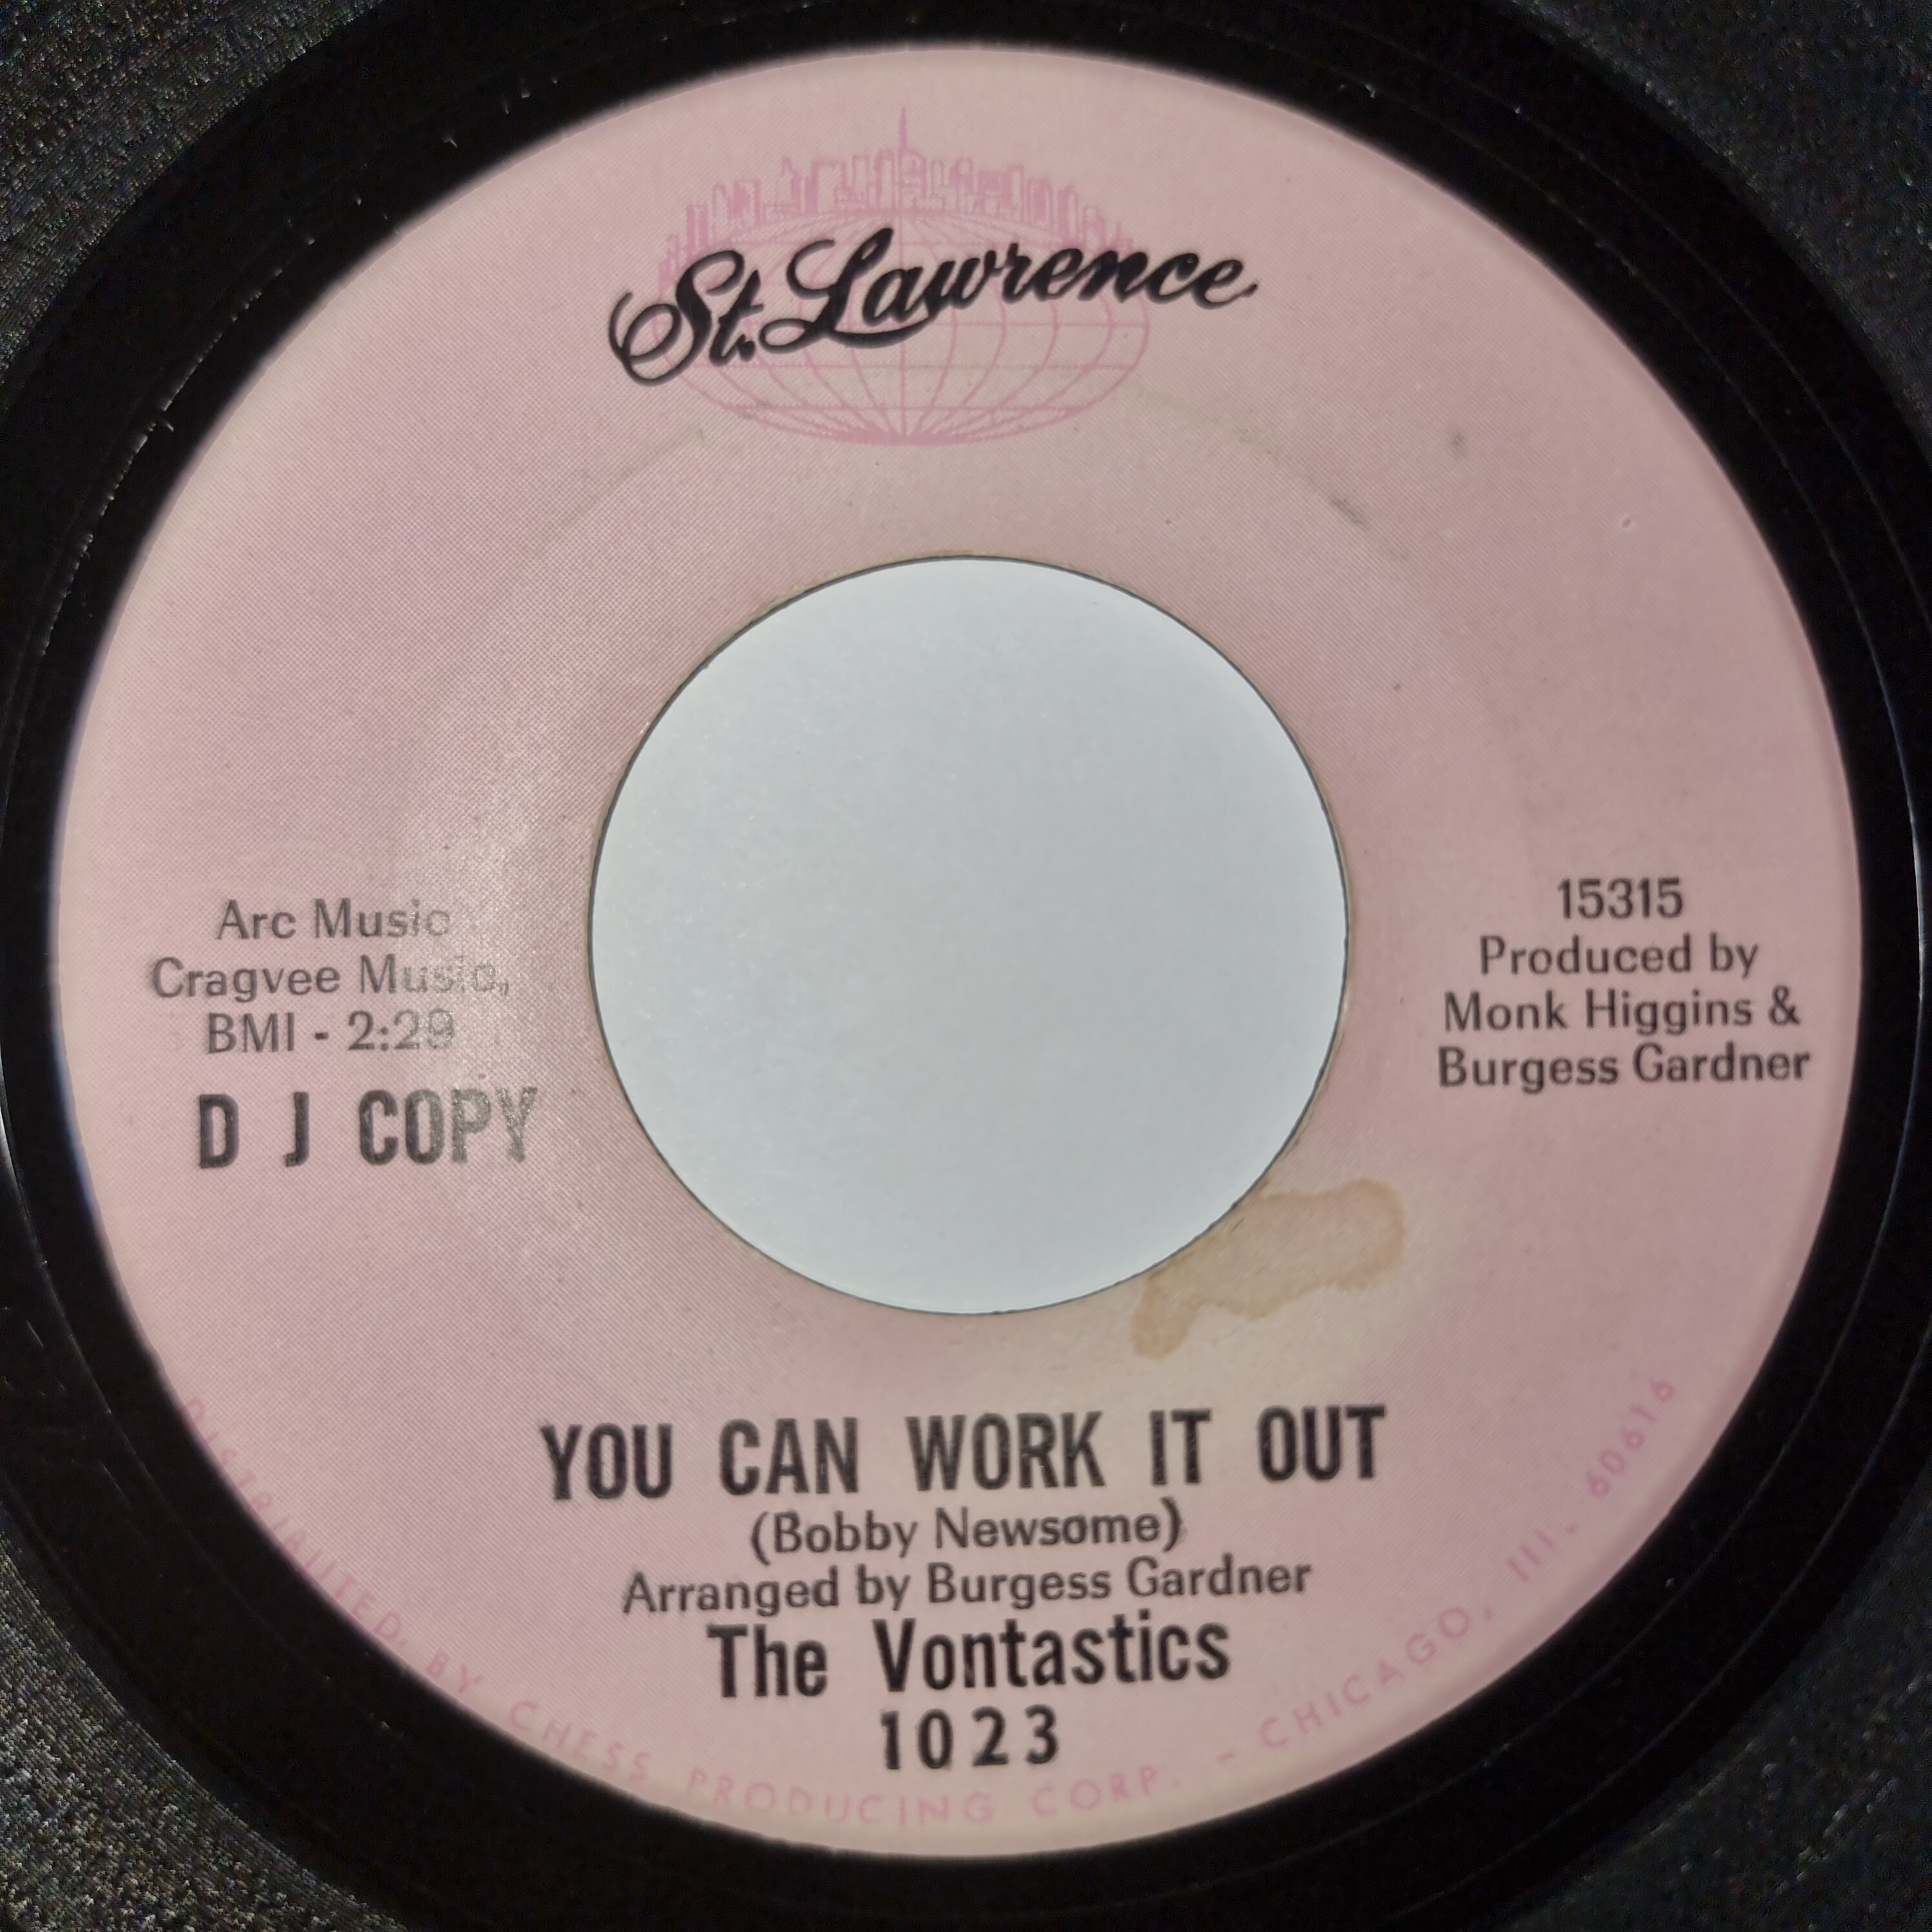 St. Lawrence
Arc Music
Cragvee Music,
BMI - 2:29
D J COPY
15315
Produced by
Monk Higgins &
Burgess Gardner
YOU CAN WORK IT OUT
(Bobby Newsome)
Arranged by Burgess Gardner
The Vontastics
1023
DISTRIBUTED BY CHESS PRODUCING CORP. - CHICAGO, Ill. 60616